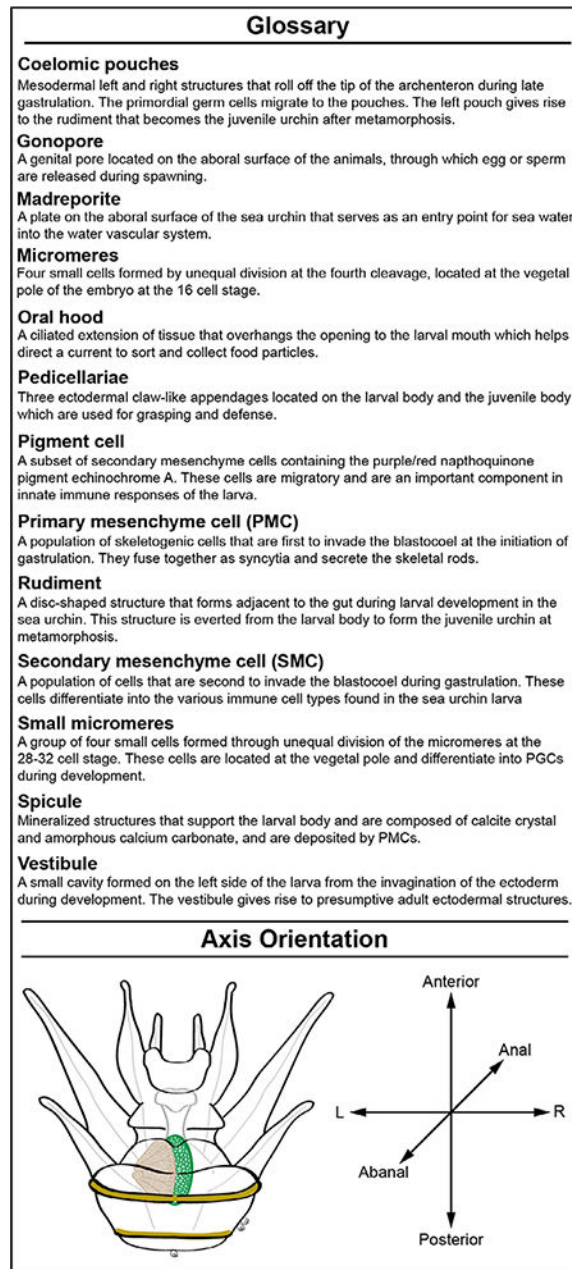 Glossary
Coelomic pouches
Mesodermal left and right structures that roll off the tip of the archenteron during late
gastrulation. The primordial germ cells migrate to the pouches. The left pouch gives rise
to the rudiment that becomes the juvenile urchin after metamorphosis.
Gonopore
A genital pore located on the aboral surface of the animals, through which egg or sperm
are released during spawning.
Madreporite
A plate on the aboral surface of the sea urchin that serves as an entry point for sea water
into the water vascular system.
Micromeres
Four small cells formed by unequal division at the fourth cleavage, located at the vegetal
pole of the embryo at the 16 cell stage.
Oral hood
A ciliated extension of tissue that overhangs the opening to the larval mouth which helps
direct a current to sort and collect food particles.
Pedicellariae
Three ectodermal claw-like appendages located on the larval body and the juvenile body
which are used for grasping and defense.
Pigment cell
A subset of secondary mesenchyme cells containing the purple/red napthoquinone
pigment echinochrome A. These cells are migratory and are an important component in
innate immune responses of the larva.
Primary mesenchyme cell (PMC)
A population of skeletogenic cells that are first to invade the blastocoel at the initiation of
gastrulation. They fuse together as syncytia and secrete the skeletal rods.
Rudiment
A disc-shaped structure that forms adjacent to the gut during larval development in the
sea urchin. This structure is everted from the larval body to form the juvenile urchin at
metamorphosis.
Secondary mesenchyme cell (SMC)
A population of cells that are second to invade the blastocoel during gastrulation. These
cells differentiate into the various immune cell types found in the sea urchin larva
Small micromeres
A group of four small cells formed through unequal division of the micromeres at the
28-32 cell stage. These cells are located at the vegetal pole and differentiate into PGCs
during development.
Spicule
Mineralized structures that support the larval body and are composed of calcite crystal
and amorphous calcium carbonate, and are deposited by PMCs.
Vestibule
A small cavity formed on the left side of the larva from the invagination of the ectoderm
during development. The vestibule gives rise to presumptive adult ectodermal structures.
Axis Orientation
Anterior
Anal
L
R
Abanal
Posterior